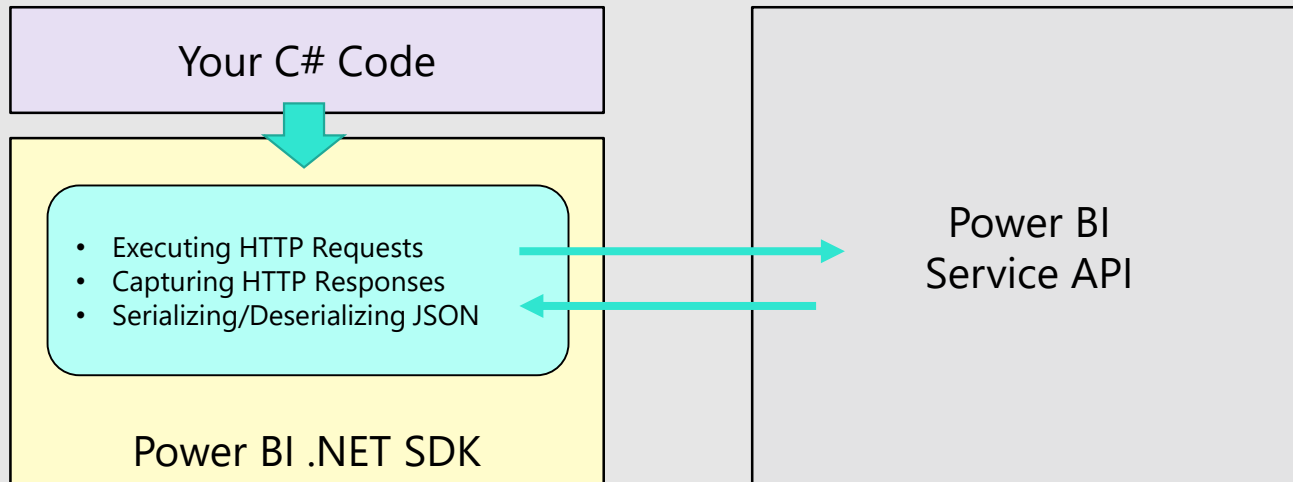 Your C# Code
• Executing HTTP Requests
• Capturing HTTP Responses
• Serializing/Deserializing JSON
Power BI .NET SDK
Power BI
Service API